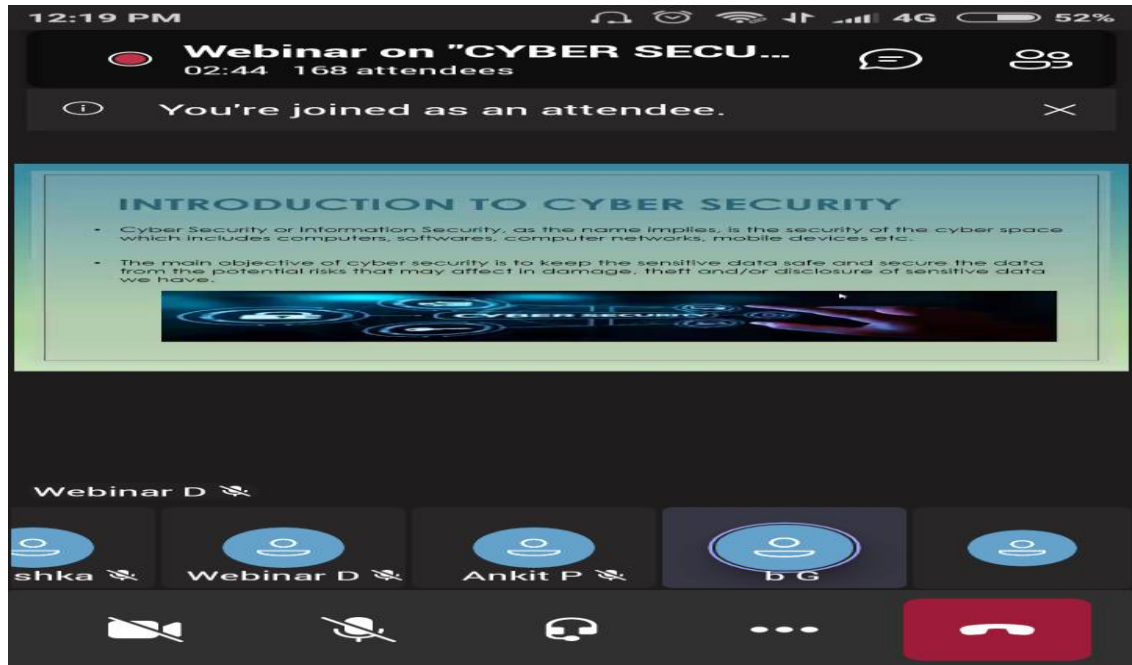 12:19 PM 4G 52%
Webinar on "CYBER SECU...
02:44 168 attendees
You're joined as an attendee.
INTRODUCTION TO CYBER SECURITY
• Cyber Security or Information Security, as the name implies, is the security of the cyber space
which includes computers, softwares, computer networks, mobile devices etc.
• The main objective of cyber security is to keep the sensitive data safe and secure the data
from the potential risks that may affect in damage, theft and/or disclosure of sensitive data
we have.
CYBER SECURITY
Webinar D
shka Webinar D Ankit P b G